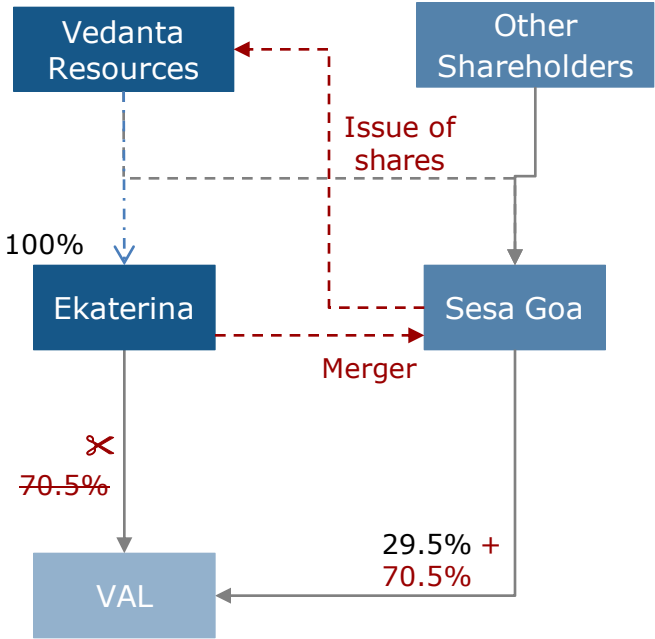 Vedanta
Resources
Other
Shareholders
Issue of
shares
100%
Ekaterina
Sesa Goa
Merger
70.5%
29.5% +
70.5%
VAL